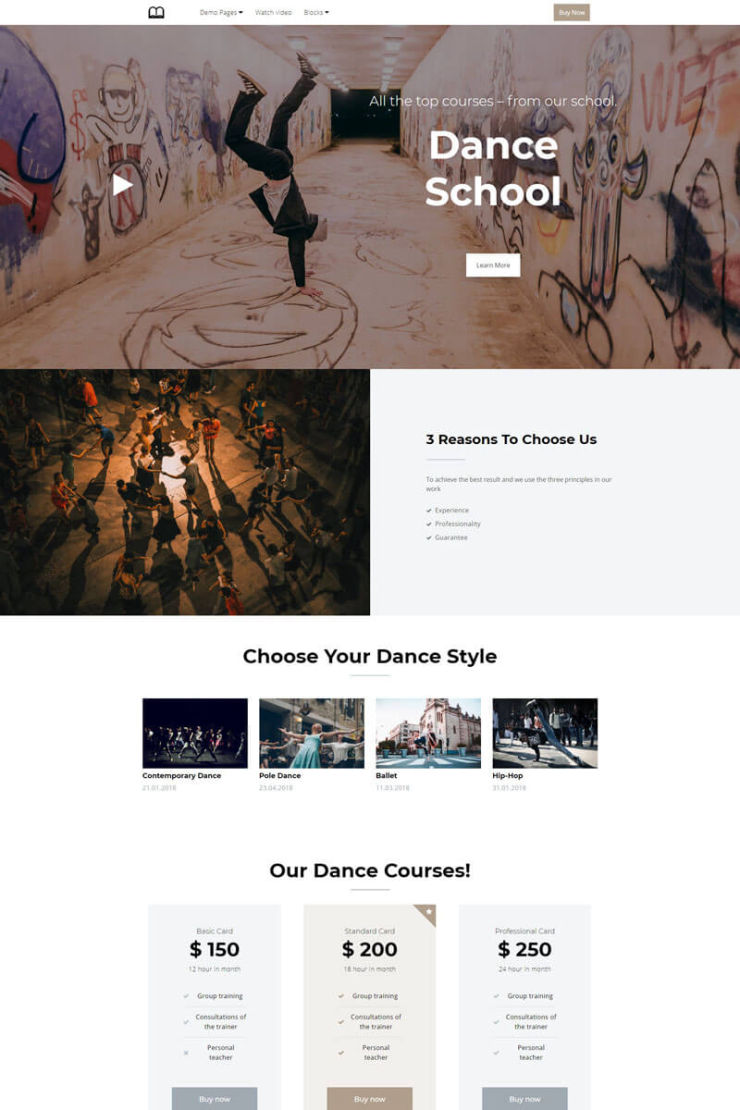 Demo Pages
Watch Video
Blocks
Buy Now
All the top courses – from our school.
Dance
School
Learn More
3 Reasons To Choose Us
To achieve the best result and we use the three principles in our
work
Experience
Professionality
Guarantee
Choose Your Dance Style
Contemporary Dance
21.01.2018
Pole Dance
23.04.2018
Ballet
11.03.2018
Hip-Hop
31.01.2018
Our Dance Courses!
Basic Card
$ 150
12 hour in month
Group training
Consultations of
the trainer
Personal
teacher
Buy now
Standard Card
$ 200
18 hour in month
Group training
Consultations of
the trainer
Personal
teacher
Buy now
Professional Card
$ 250
24 hour in month
Group training
Consultations of
the trainer
Personal
teacher
Buy now